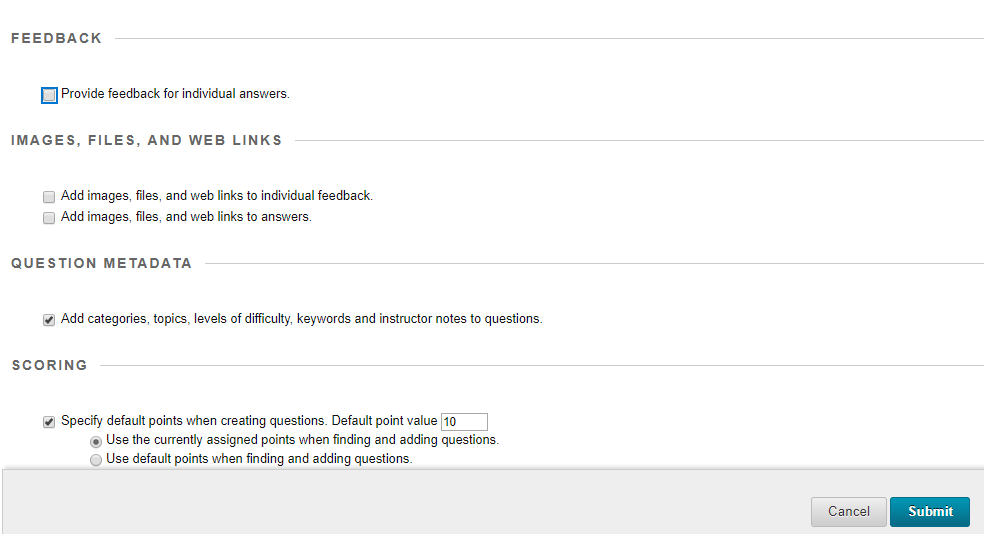 FEEDBACK
Provide feedback for individual answers.
IMAGES, FILES, AND WEB LINKS
Add images, files, and web links to individual feedback.
Add images, files, and web links to answers.
QUESTION METADATA
Add categories, topics, levels of difficulty, keywords and instructor notes to questions.
SCORING
Specify default points when creating questions. Default point value 10
Use the currently assigned points when finding and adding questions.
Use default points when finding and adding questions.
Cancel Submit